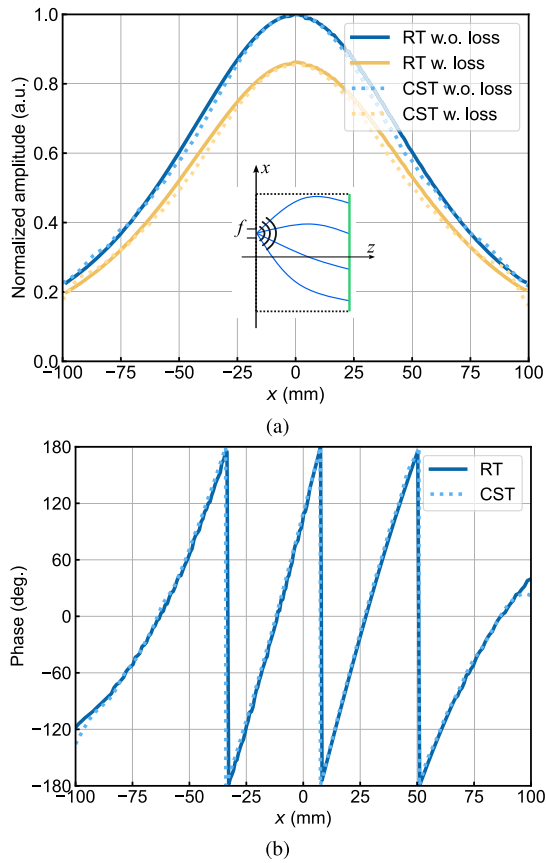 1.0
0.8
0.6
0.4
0.2
0.0
Normalized amplitude (a.u.)
RT w.o. loss
RT w. loss
CST w.o. loss
CST w. loss
x
f
z
−100 −75 −50 −25 0 25 50 75 100
x (mm)
(a)
180
120
60
0
−60
−120
−180
Phase (deg.)
RT
CST
−100 −75 −50 −25 0 25 50 75 100
x (mm)
(b)